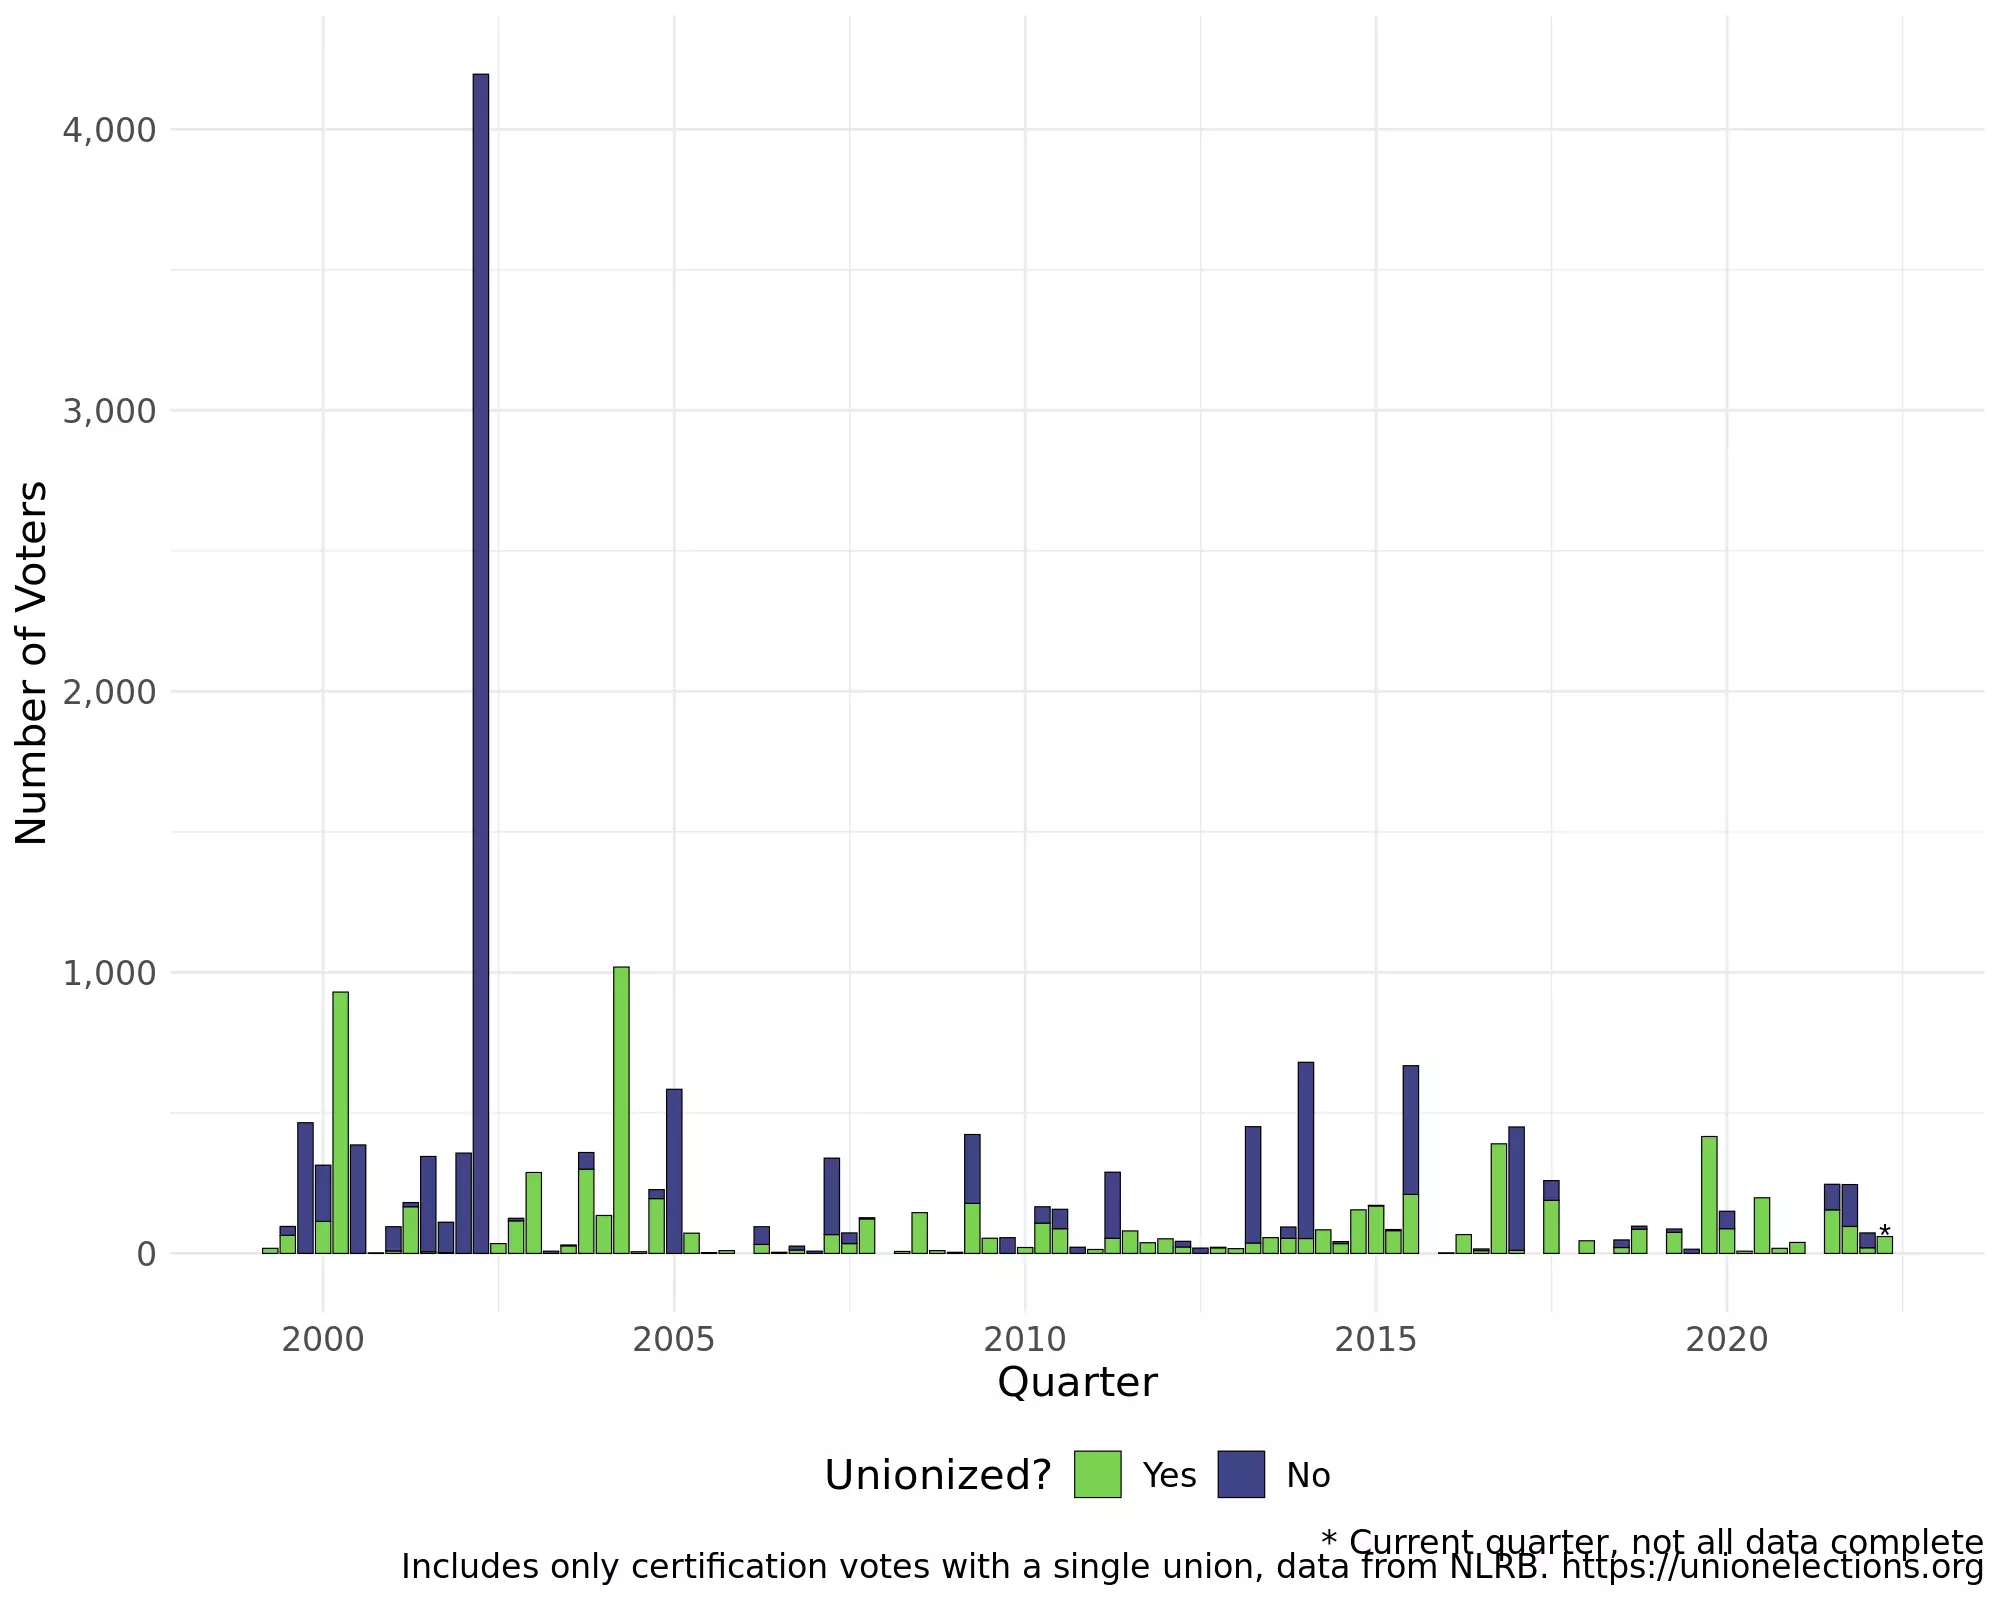 4,000
3,000
2,000
1,000
0
Number of Voters
2000 2005 2010 2015 2020
*
Quarter
Unionized? Yes No
* Current quarter, not all data complete
Includes only certification votes with a single union, data from NLRB. https://unionelections.org